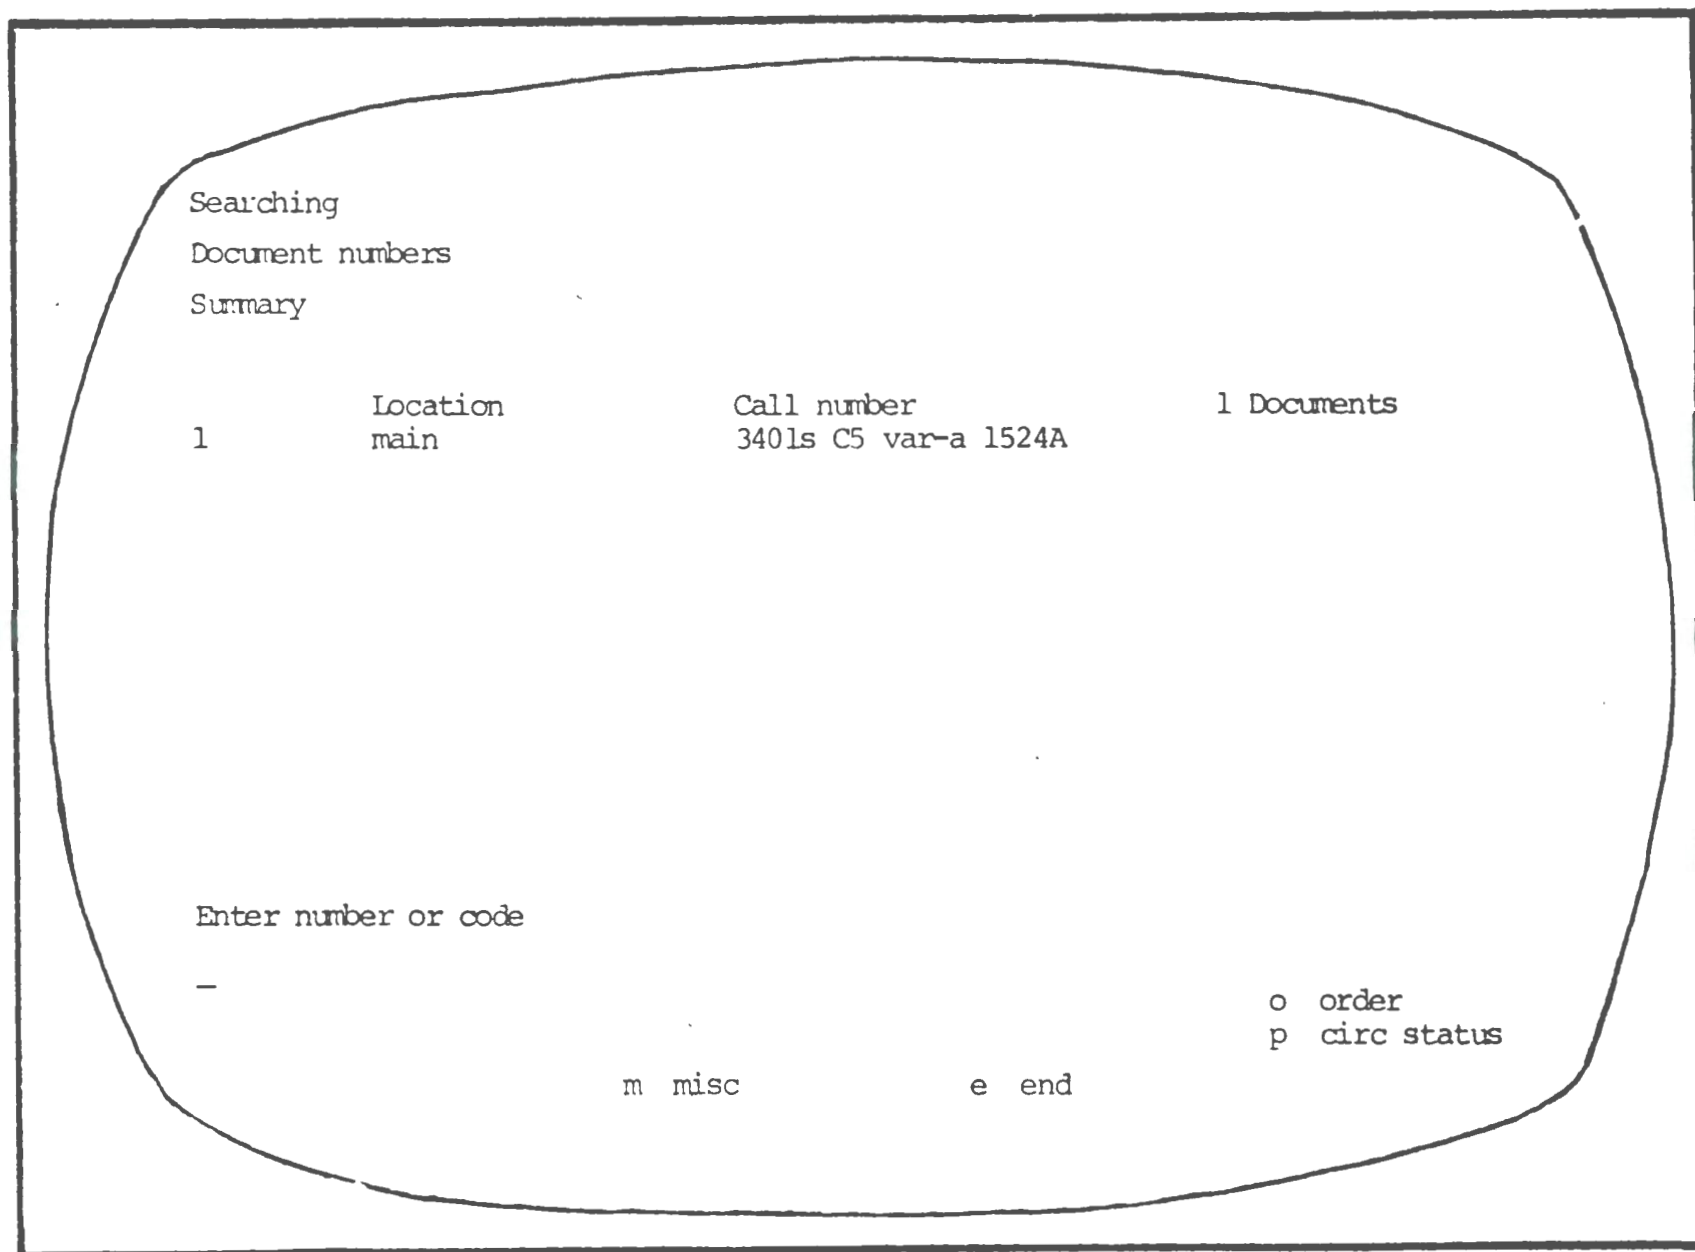 Searching
Document numbers
Summary
Location Call number 1 Documents
1 main 3401s C5 var-a 1524A
Enter number or code
_
o order
p circ status
m misc e end